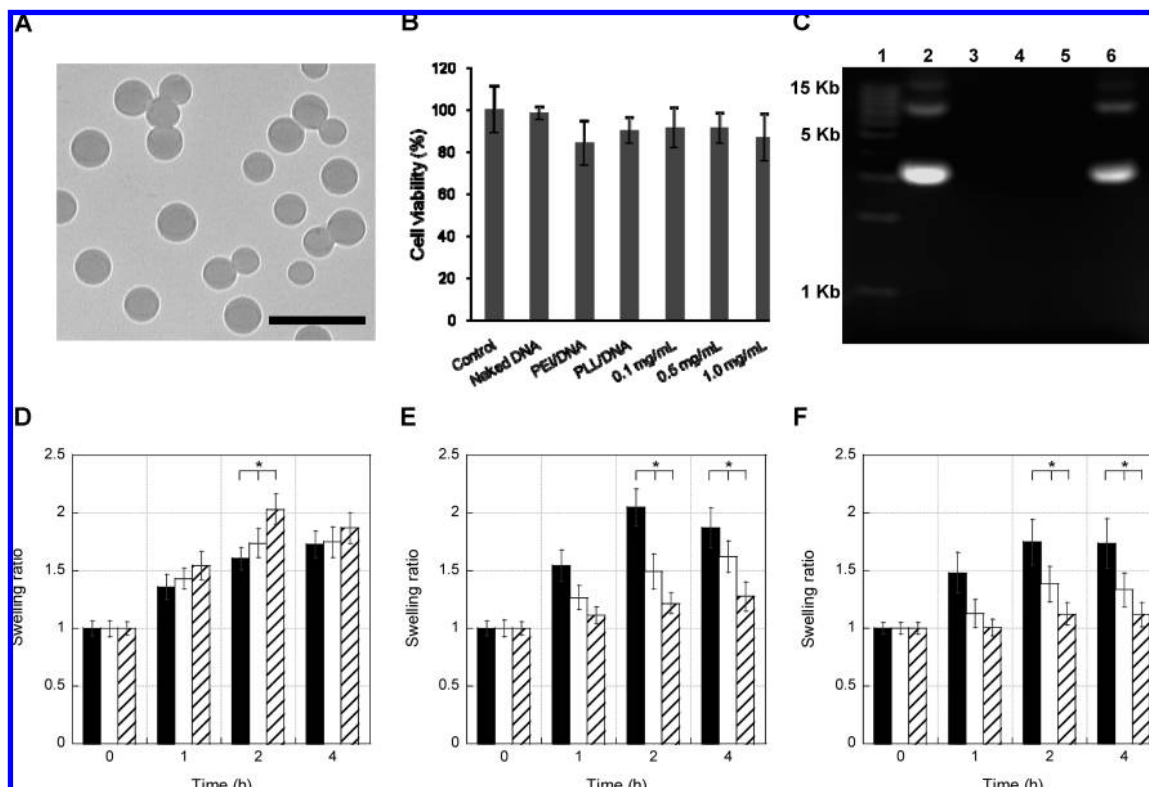 A
B
C
120
100
80
60
40
20
0
Cell viability (%)
Control
Naked DNA
PEI/DNA
PLL/DNA
0.1 mg/mL
0.5 mg/mL
1.0 mg/mL
1 2 3 4 5 6
15 Kb
5 Kb
1 Kb
D
2.5
2
1.5
1
0.5
0
Swelling ratio
*
0 1 2 4
Time (h)
E
2.5
2
1.5
1
0.5
0
Swelling ratio
* *
0 1 2 4
Time (h)
F
2.5
2
1.5
1
0.5
0
Swelling ratio
* *
0 1 2 4
Time (h)